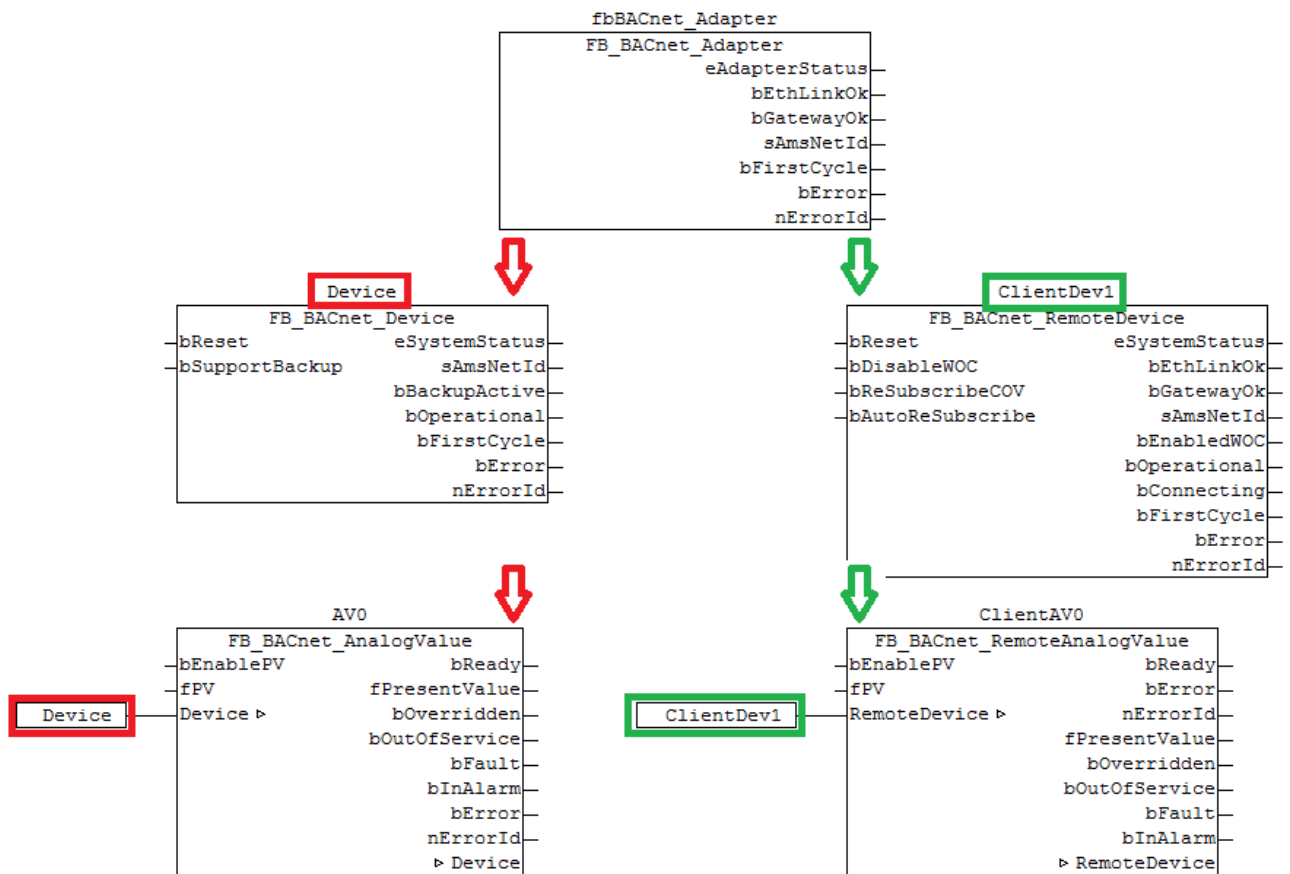 fbBACnet_Adapter
FB_BACnet_Adapter
eAdapterStatus
bEthLinkOk
bGatewayOk
sAmsNetId
bFirstCycle
bError
nErrorId
Device
FB_BACnet_Device
bReset eSystemStatus
bSupportBackup sAmsNetId
bBackupActive
bOperational
bFirstCycle
bError
nErrorId
ClientDev1
FB_BACnet_RemoteDevice
bReset eSystemStatus
bDisableWOC bEthLinkOk
bReSubscribeCOV bGatewayOk
bAutoReSubscribe sAmsNetId
bEnabledWOC
bOperational
bConnecting
bFirstCycle
bError
nErrorId
AV0
FB_BACnet_AnalogValue
bEnablePV bReady
fPV fPresentValue
Device Device ▷ bOverridden
bOutOfService
bFault
bInAlarm
bError
nErrorId
▷ Device
ClientAV0
FB_BACnet_RemoteAnalogValue
bEnablePV bReady
fPV bError
ClientDev1 RemoteDevice ▷ nErrorId
fPresentValue
bOverridden
bOutOfService
bFault
bInAlarm
▷ RemoteDevice